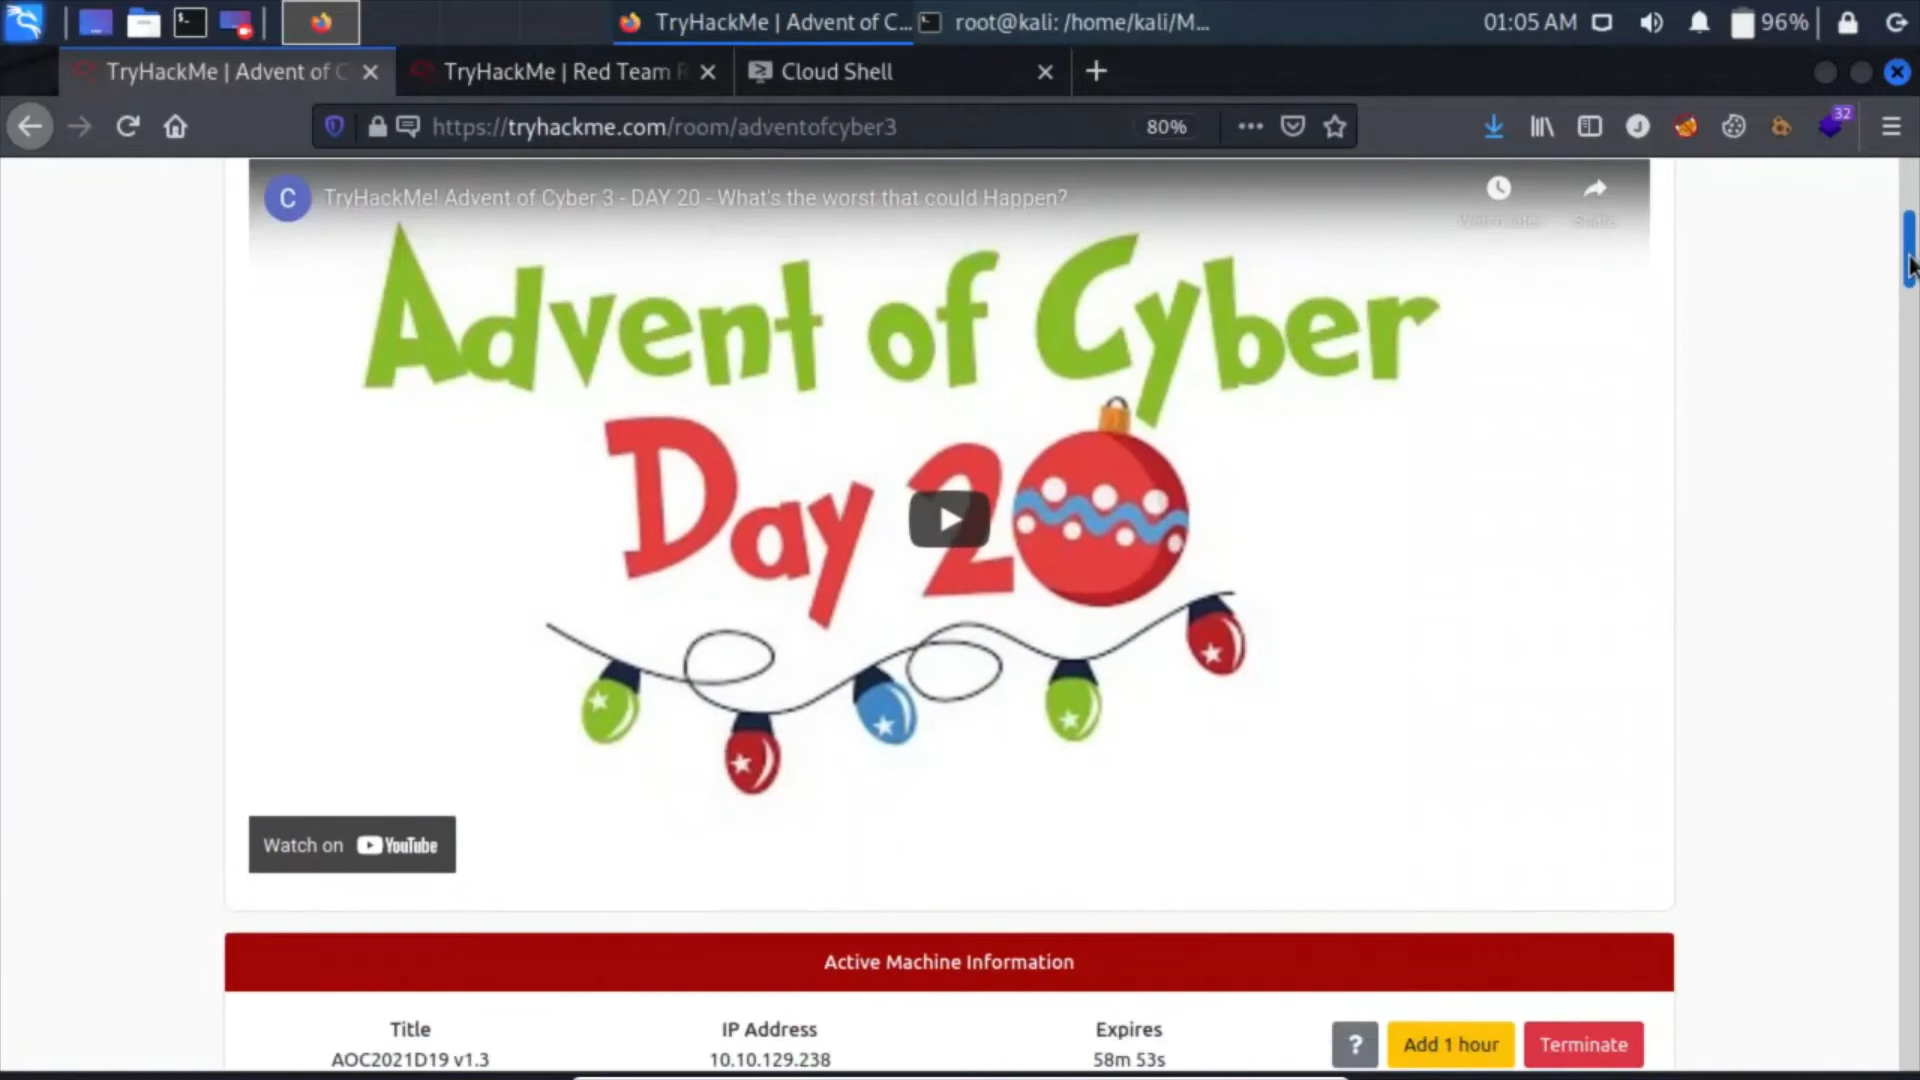 TryHackMe | Advent of C...
root@kali: /home/kali/M...
01:05 AM
96%
TryHackMe | Advent of C
TryHackMe | Red Team R
Cloud Shell
https://tryhackme.com/room/adventofcyber3
80%
J
32
C
TryHackMe! Advent of Cyber 3 - DAY 20 - What's the worst that could Happen?
Watch later
Share
Advent of Cyber
Day 20
Watch on YouTube
Active Machine Information
Title
IP Address
Expires
?
Add 1 hour
Terminate
AOC2021D19 v1.3
10.10.129.238
58m 53s